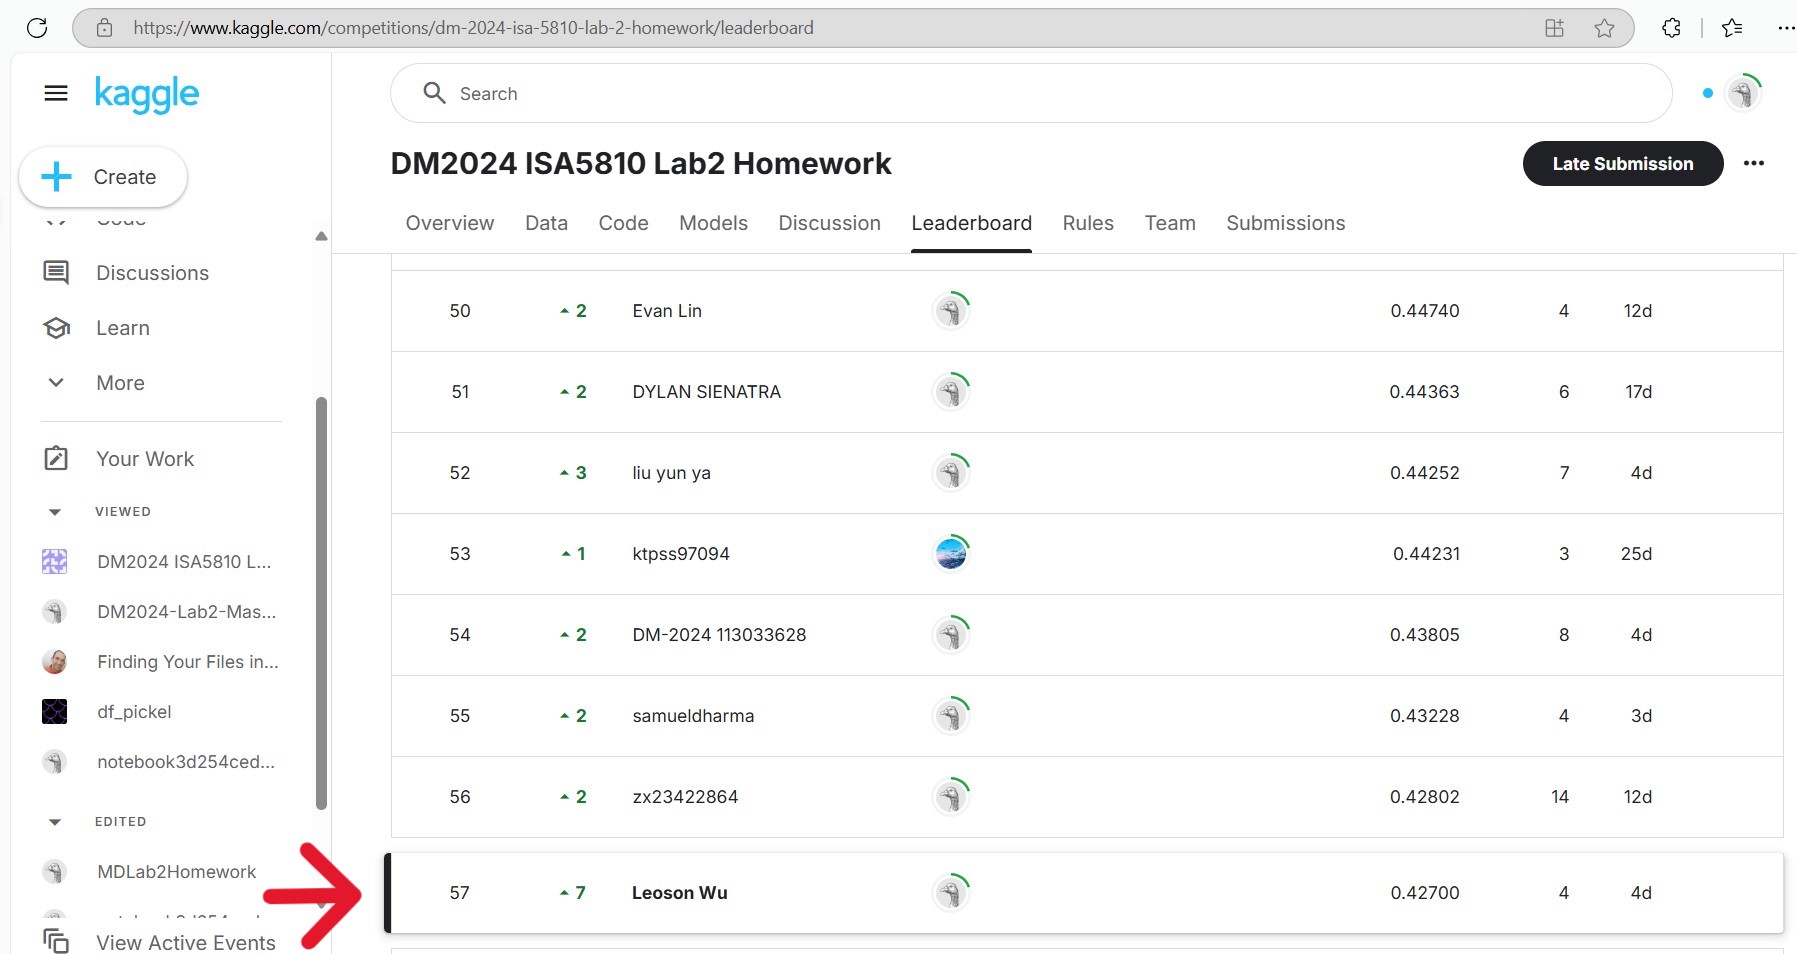 https://www.kaggle.com/competitions/dm-2024-isa-5810-lab-2-homework/leaderboard
kaggle
Search
Create
DM2024 ISA5810 Lab2 Homework
Late Submission
Overview Data Code Models Discussion Leaderboard Rules Team Submissions
Code
Discussions
Learn
More
Your Work
VIEWED
DM2024 ISA5810 L...
DM2024-Lab2-Mas...
Finding Your Files in...
df_pickel
notebook3d254ced...
EDITED
MDLab2Homework
View Active Events
50 2 Evan Lin 0.44740 4 12d
51 2 DYLAN SIENATRA 0.44363 6 17d
52 3 liu yun ya 0.44252 7 4d
53 1 ktpss97094 0.44231 3 25d
54 2 DM-2024 113033628 0.43805 8 4d
55 2 samueldharma 0.43228 4 3d
56 2 zx23422864 0.42802 14 12d
57 7 Leoson Wu 0.42700 4 4d